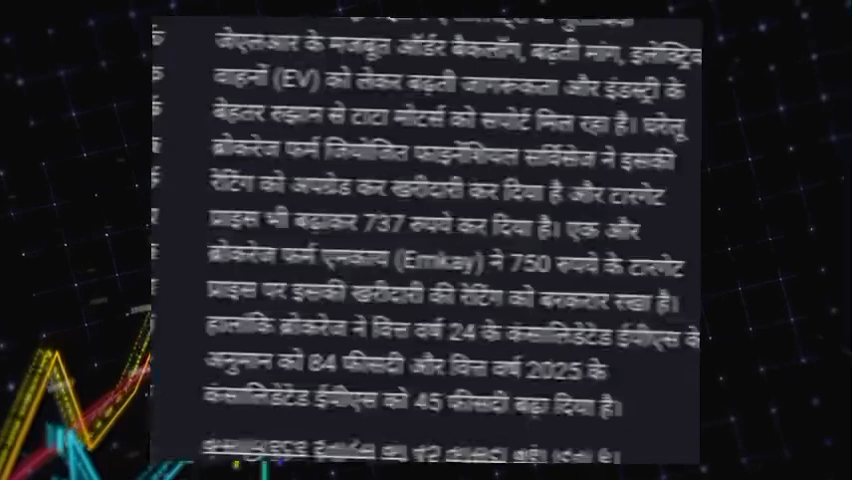 जेएलआर के मजबूत ऑर्डर बैकलॉग, बढ़ती मांग, इलेक्ट्रिक
वाहनों (EV) को लेकर बढ़ती जागरूकता और इंडस्ट्री के
बेहतर रुझान से टाटा मोटर्स को सपोर्ट मिल रहा है। घरेलू
ब्रोकरेज फर्म जियोजित फाइनेंशियल सर्विसेज ने इसकी
रेटिंग को अपग्रेड कर खरीदारी कर दिया है और टारगेट
प्राइस भी बढ़ाकर 737 रुपये कर दिया है। एक और
ब्रोकरेज फर्म एमकाय (Emkay) ने 750 रुपये के टारगेट
प्राइस पर इसकी खरीदारी की रेटिंग को बरकरार रखा है।
हालांकि ब्रोकरेज ने वित्त वर्ष 24 के कंसालिडेटेड ईपीएस के
अनुमान को 84 फीसदी और वित्त वर्ष 2025 के
कंसालिडेटेड ईपीएस को 45 फीसदी बढ़ा दिया है।